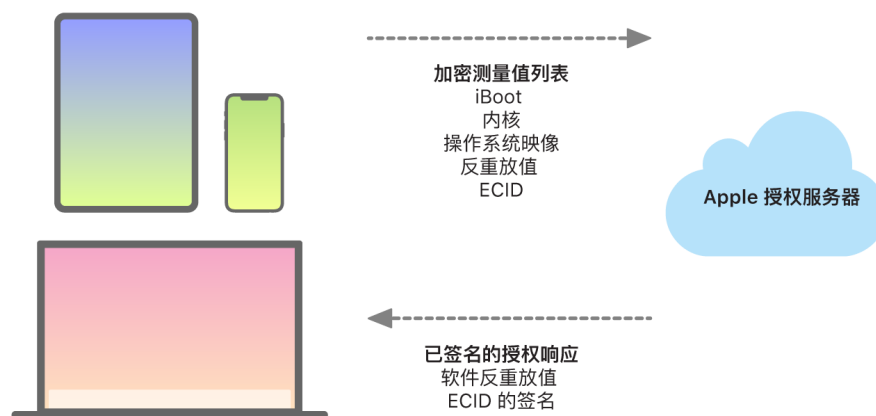 加密测量值列表
iBoot
内核
操作系统映像
反重放值
ECID
Apple 授权服务器
已签名的授权响应
软件反重放值
ECID 的签名